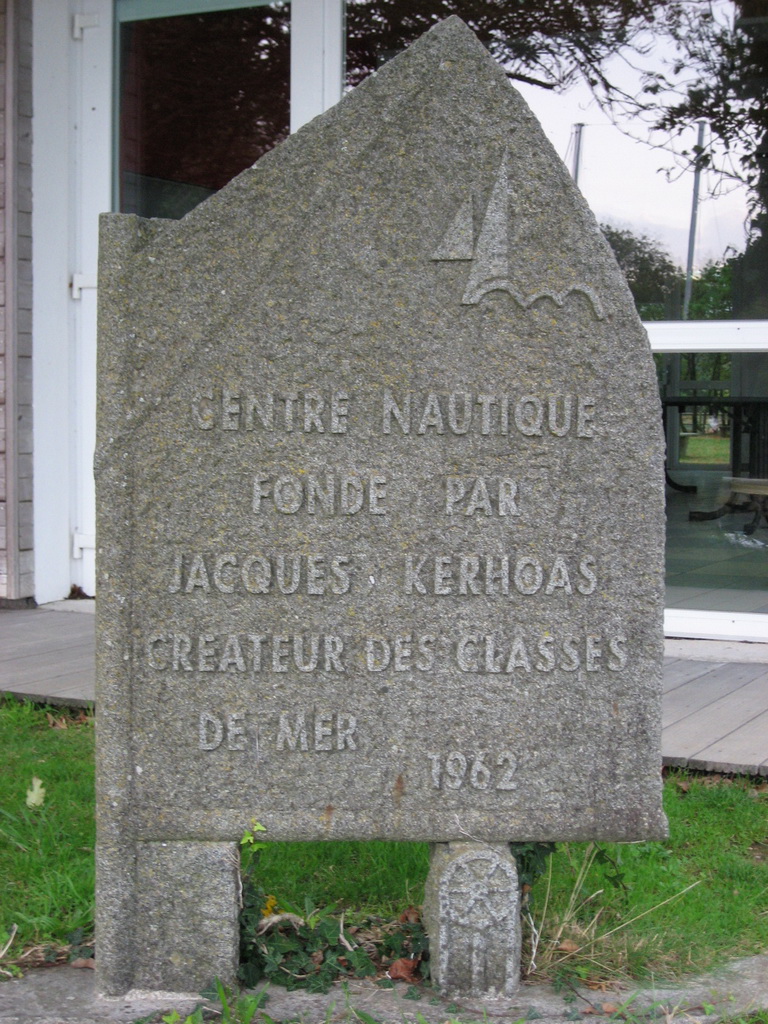 CENTRE NAUTIQUE
FONDE PAR
JACQUES KERHOAS
CREATEUR DES CLASSES
DE MER
1962